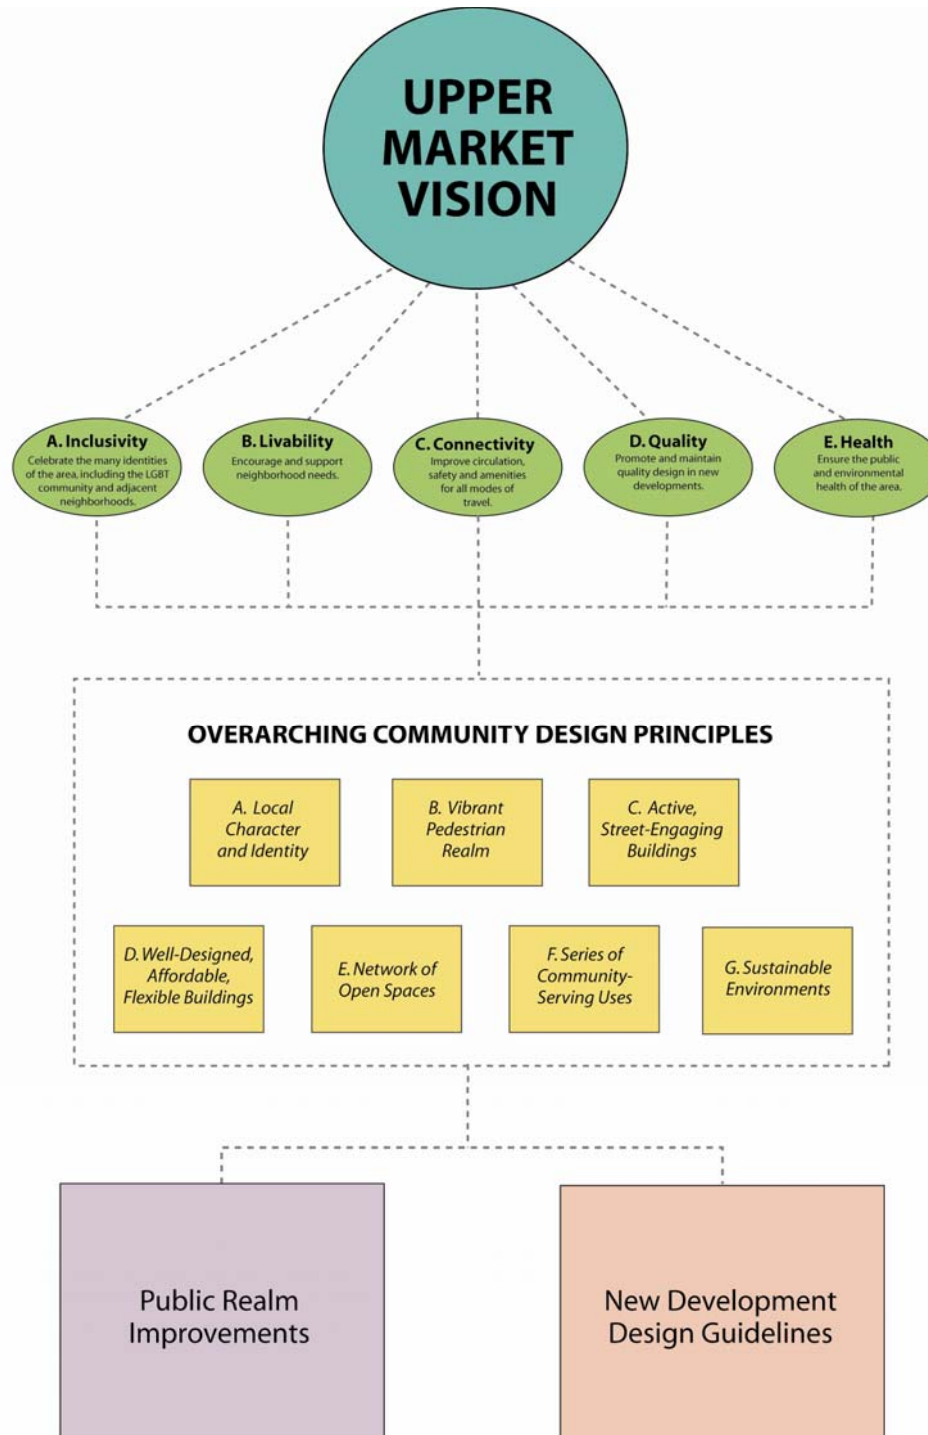 UPPER
MARKET
VISION
A. Inclusivity
Celebrate the many identities
of the area, including the LGBT
community and adjacent
neighborhoods.
B. Livability
Encourage and support
neighborhood needs.
C. Connectivity
Improve circulation,
safety and amenities
for all modes of
travel.
D. Quality
Promote and maintain
quality design in new
developments.
E. Health
Ensure the public
and environmental
health of the area.
OVERARCHING COMMUNITY DESIGN PRINCIPLES
A. Local
Character
and Identity
B. Vibrant
Pedestrian
Realm
C. Active,
Street-Engaging
Buildings
D. Well-Designed,
Affordable,
Flexible Buildings
E. Network of
Open Spaces
F. Series of
Community-
Serving Uses
G. Sustainable
Environments
Public Realm
Improvements
New Development
Design Guidelines